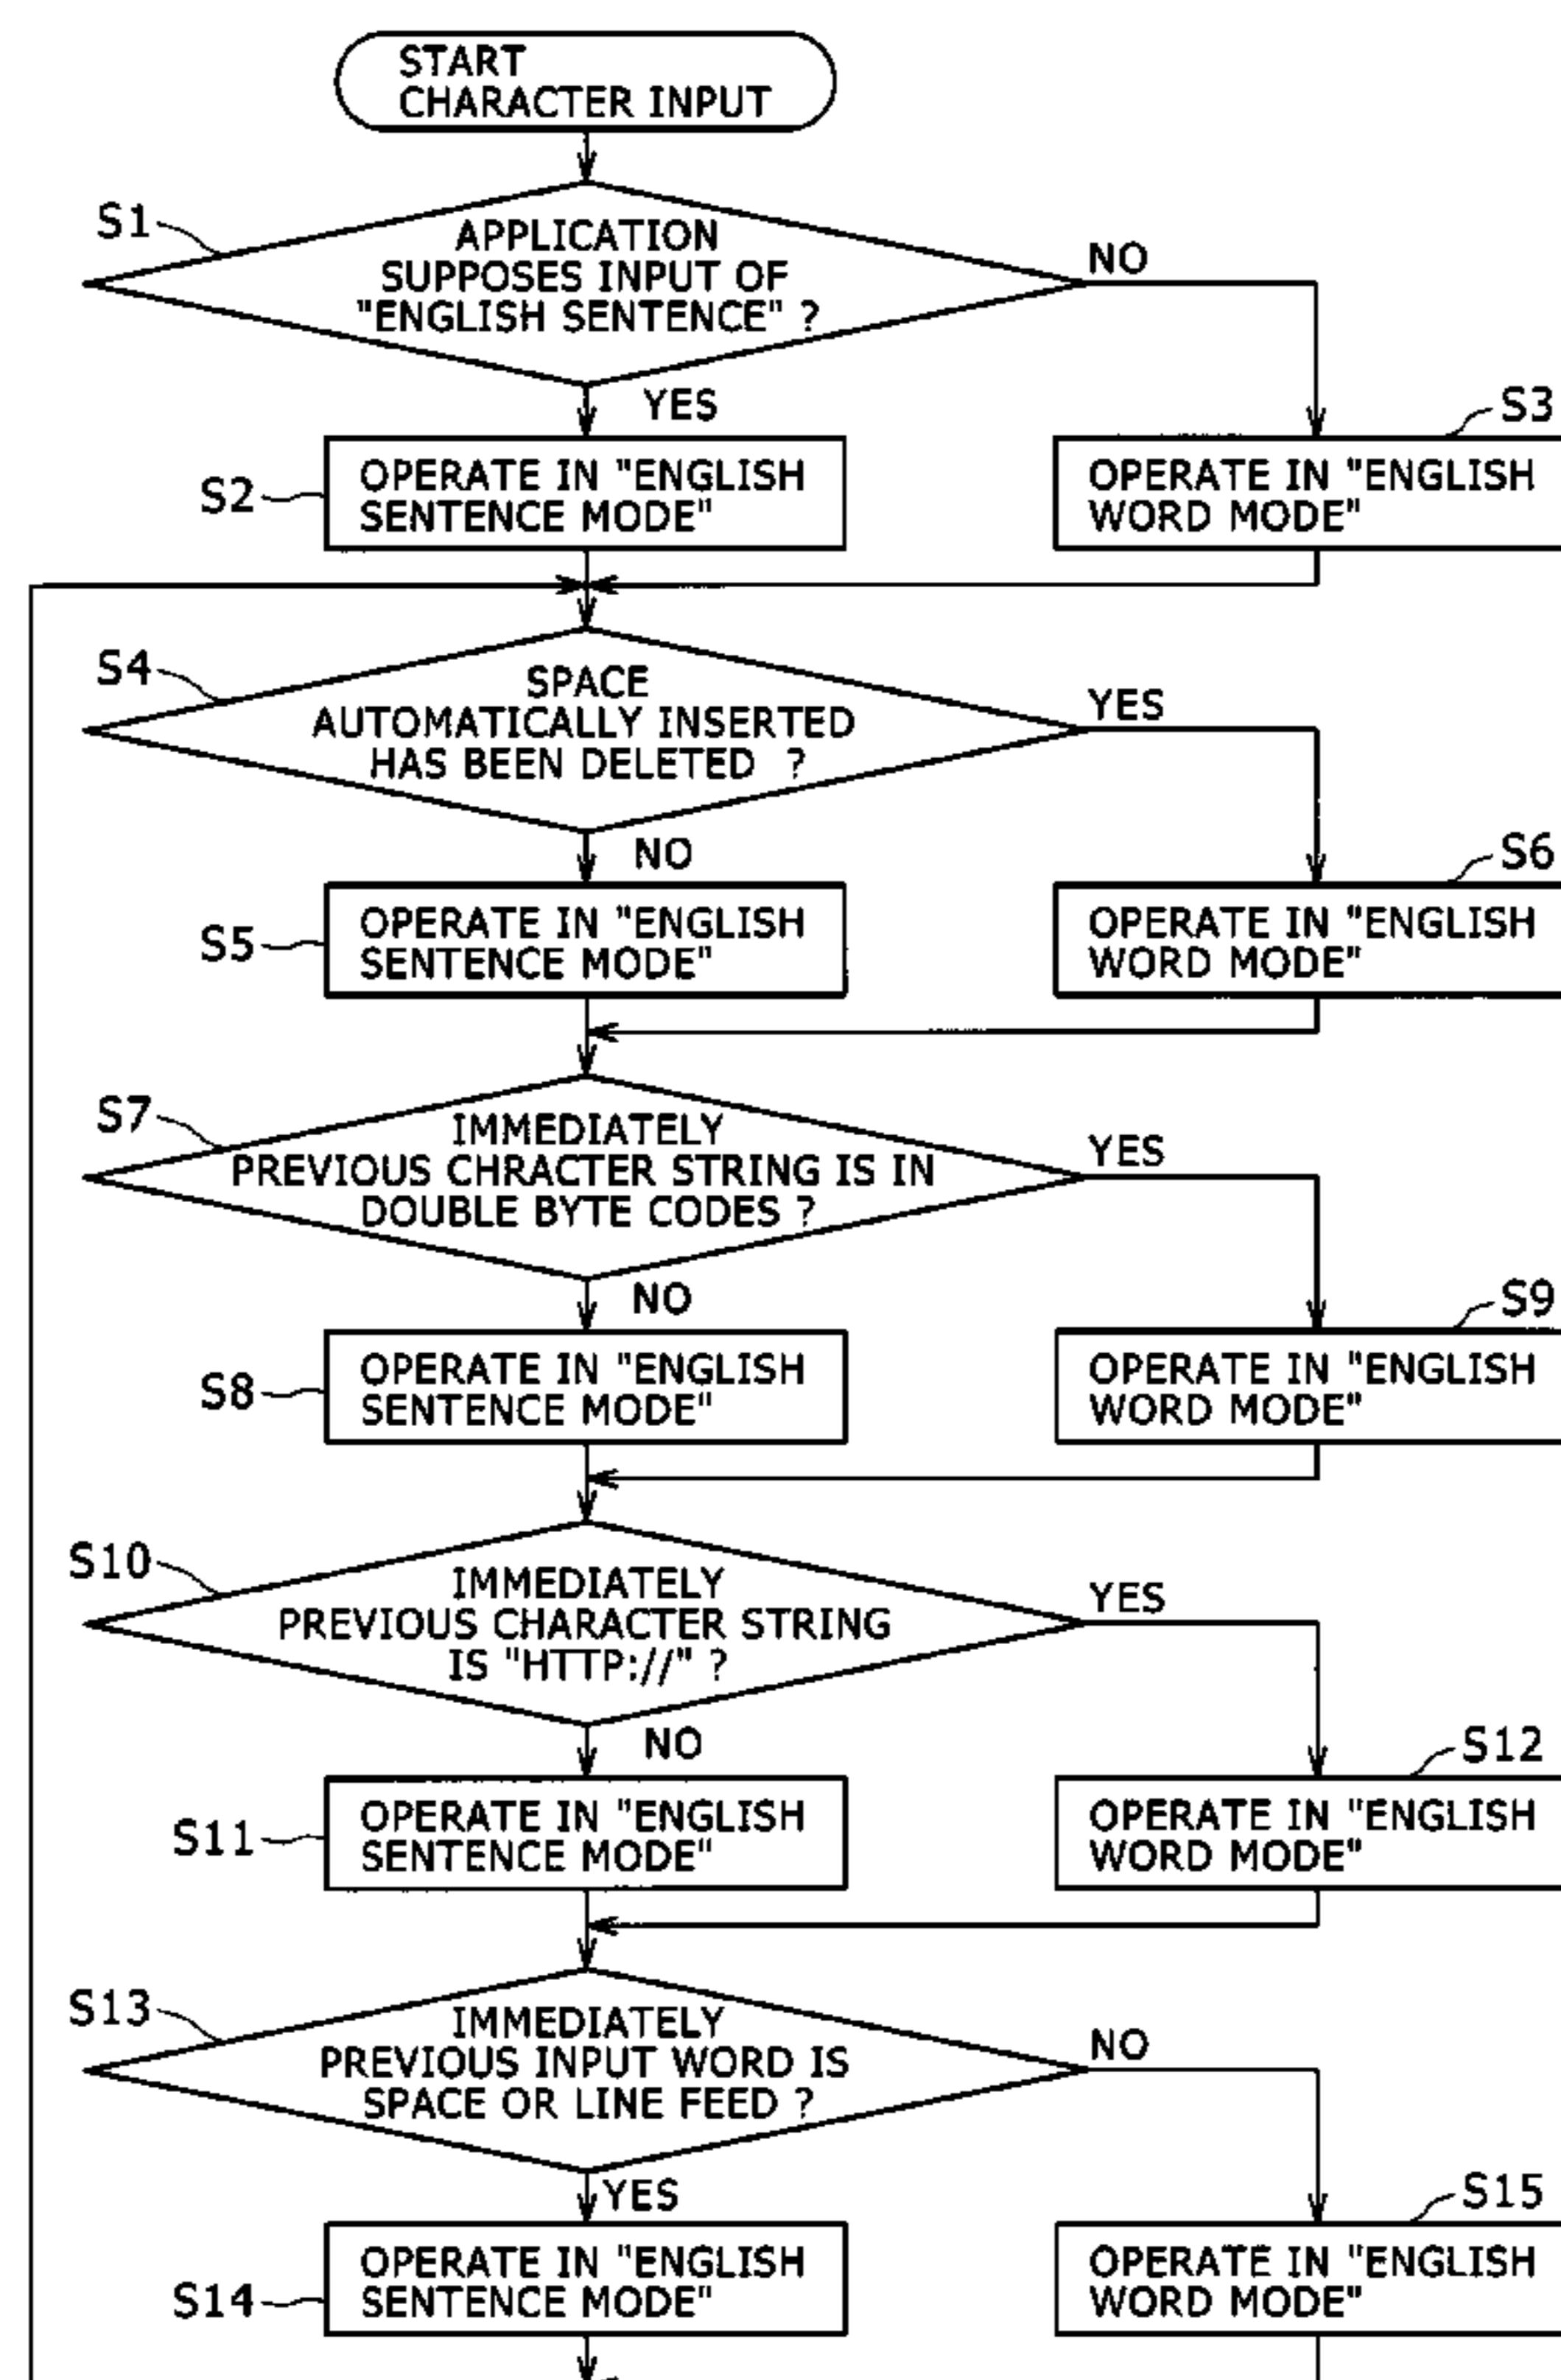 START
CHARACTER INPUT
S1
APPLICATION
SUPPOSES INPUT OF
"ENGLISH SENTENCE" ?
NO
YES
S3
S2
OPERATE IN "ENGLISH
SENTENCE MODE"
OPERATE IN "ENGLISH
WORD MODE"
S4
SPACE
AUTOMATICALLY INSERTED
HAS BEEN DELETED ?
YES
NO
S6
S5
OPERATE IN "ENGLISH
SENTENCE MODE"
OPERATE IN "ENGLISH
WORD MODE"
S7
IMMEDIATELY
PREVIOUS CHRACTER STRING IS IN
DOUBLE BYTE CODES ?
YES
NO
S9
S8
OPERATE IN "ENGLISH
SENTENCE MODE"
OPERATE IN "ENGLISH
WORD MODE"
S10
IMMEDIATELY
PREVIOUS CHARACTER STRING
IS "HTTP://" ?
YES
NO
S12
S11
OPERATE IN "ENGLISH
SENTENCE MODE"
OPERATE IN "ENGLISH
WORD MODE"
S13
IMMEDIATELY
PREVIOUS INPUT WORD IS
SPACE OR LINE FEED ?
NO
YES
S15
S14
OPERATE IN "ENGLISH
SENTENCE MODE"
OPERATE IN "ENGLISH
WORD MODE"